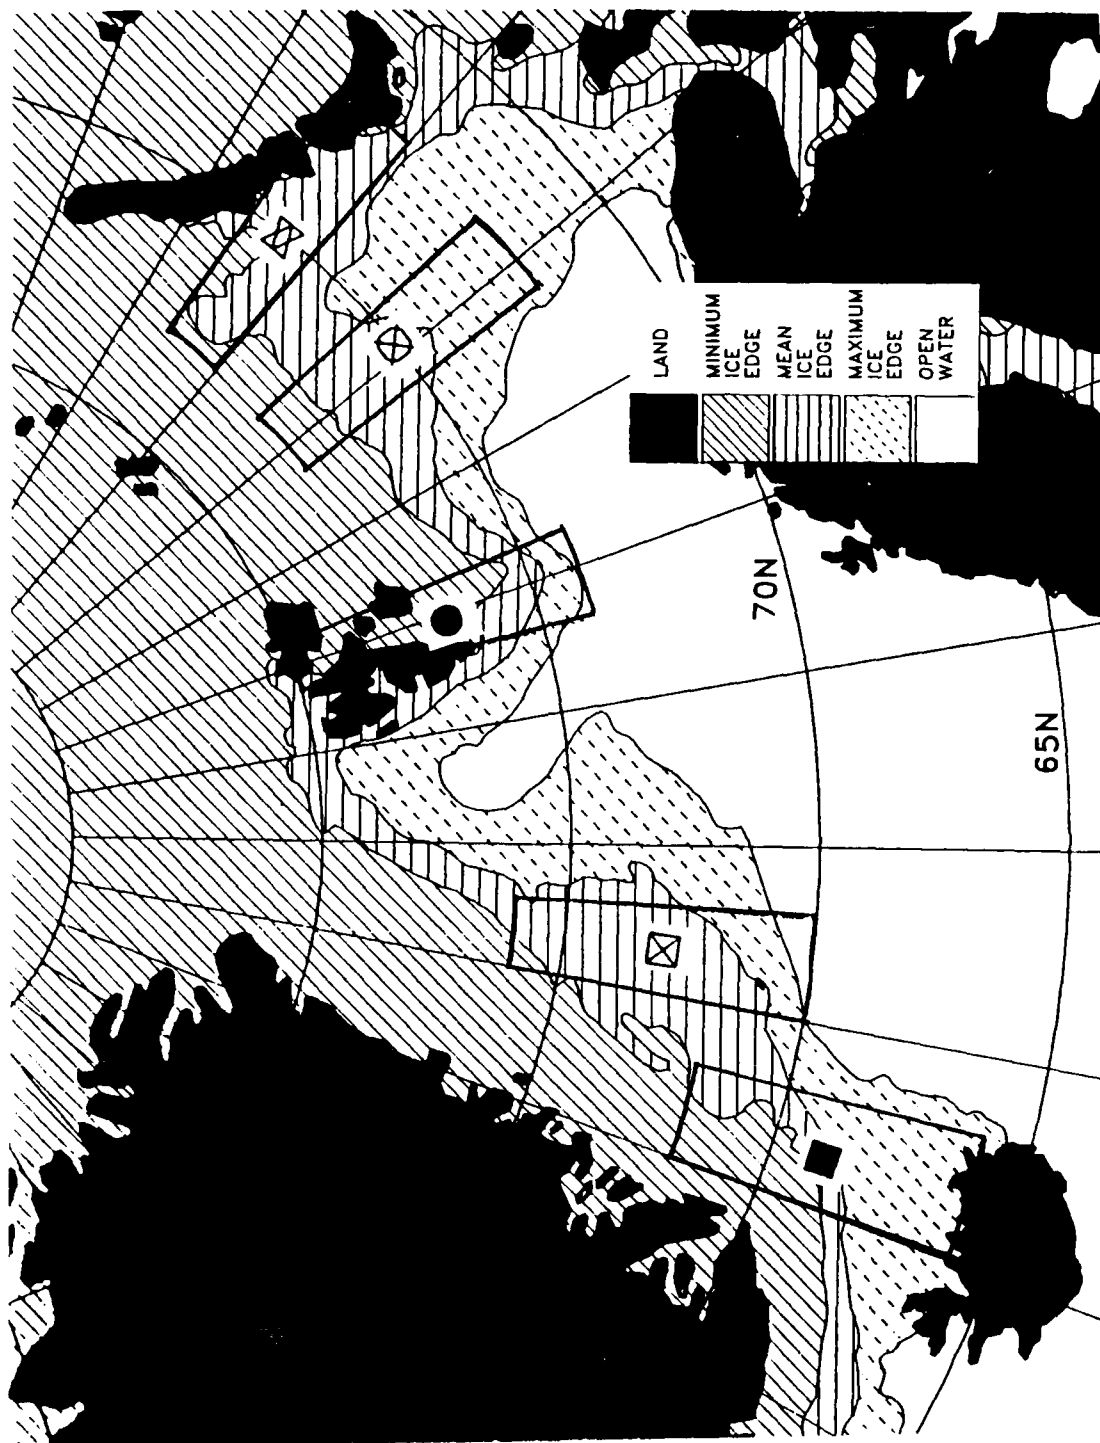 LAND
MINIMUM
ICE
EDGE
MEAN
ICE
EDGE
MAXIMUM
ICE
EDGE
OPEN
WATER
70N
65N